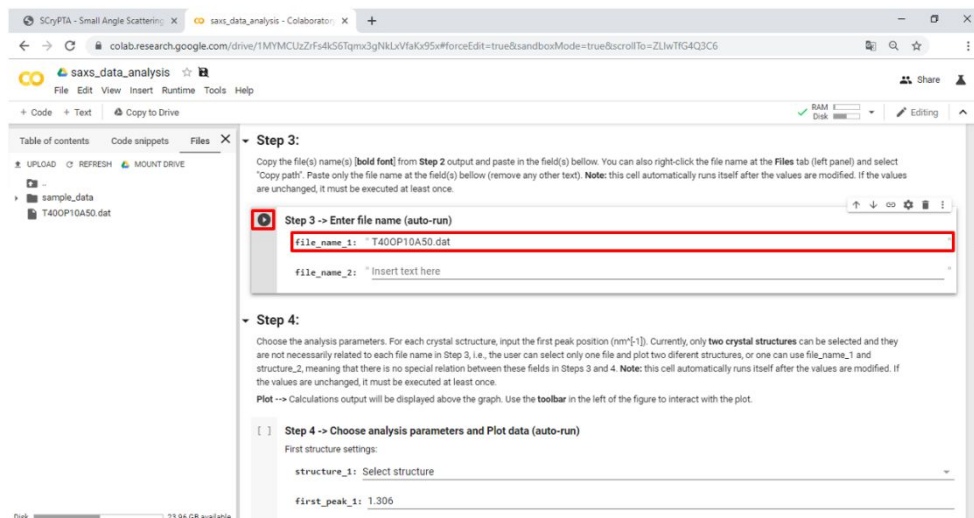 SCryPTA - Small Angle Scattering
saxs_data_analysis - Colaborator
colab.research.google.com/drive/1MYMCUzZrFs4kS6Tqmx3gNkLxVfaKx95x#forceEdit=true&sandboxMode=true&scrollTo=ZLIwTfG4Q3C6
saxs_data_analysis
File Edit View Insert Runtime Tools Help
Share
+ Code + Text Copy to Drive
RAM
Disk
Editing
Table of contents Code snippets Files
UPLOAD REFRESH MOUNT DRIVE
..
sample_data
T40OP10A50.dat
Step 3:
Copy the file(s) name(s) [bold font] from Step 2 output and paste in the field(s) bellow. You can also right-click the file name at the Files tab (left panel) and select
"Copy path". Paste only the file name at the field(s) bellow (remove any other text). Note: this cell automatically runs itself after the values are modified. If the values
are unchanged, it must be executed at least once.
Step 3 -> Enter file name (auto-run)
file_name_1: " T40OP10A50.dat "
file_name_2: " Insert text here "
Step 4:
Choose the analysis parameters. For each crystal sctructure, input the first peak position (nm^[-1]). Currently, only two crystal structures can be selected and they
are not necessarily related to each file name in Step 3, i.e., the user can select only one file and plot two diferent structures, or one can use file_name_1 and
structure_2, meaning that there is no special relation between these fields in Steps 3 and 4. Note: this cell automatically runs itself after the values are modified. If
the values are unchanged, it must be executed at least once.
Plot --> Calculations output will be displayed above the graph. Use the toolbar in the left of the figure to interact with the plot.
[ ] Step 4 -> Choose analysis parameters and Plot data (auto-run)
First structure settings:
structure_1: Select structure
first_peak_1: 1.306
Disk 23.96 GB available